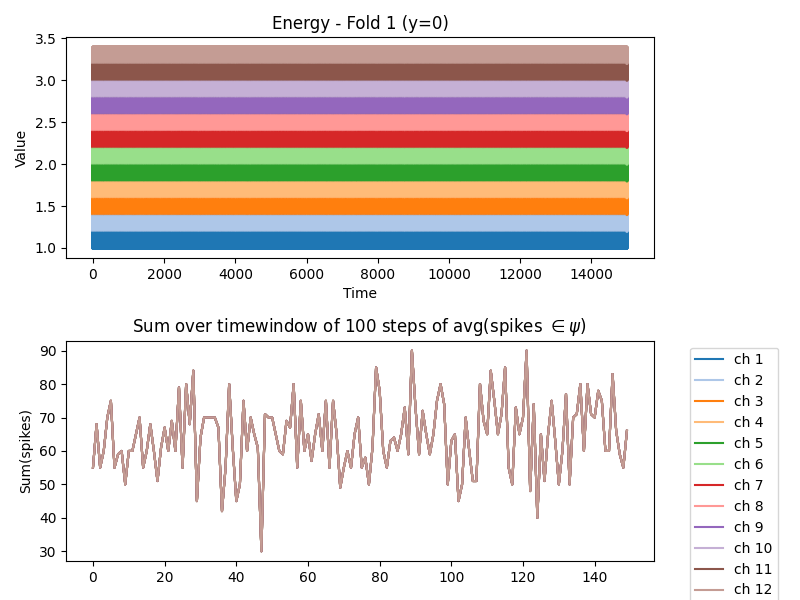 Energy - Fold 1 (y=0)
3.5
3.0
2.5
2.0
1.5
1.0
Value
0 2000 4000 6000 8000 10000 12000 14000
Time
Sum over timewindow of 100 steps of avg(spikes ∈ ψ)
90
80
70
60
50
40
30
Sum(spikes)
0 20 40 60 80 100 120 140
ch 1
ch 2
ch 3
ch 4
ch 5
ch 6
ch 7
ch 8
ch 9
ch 10
ch 11
ch 12